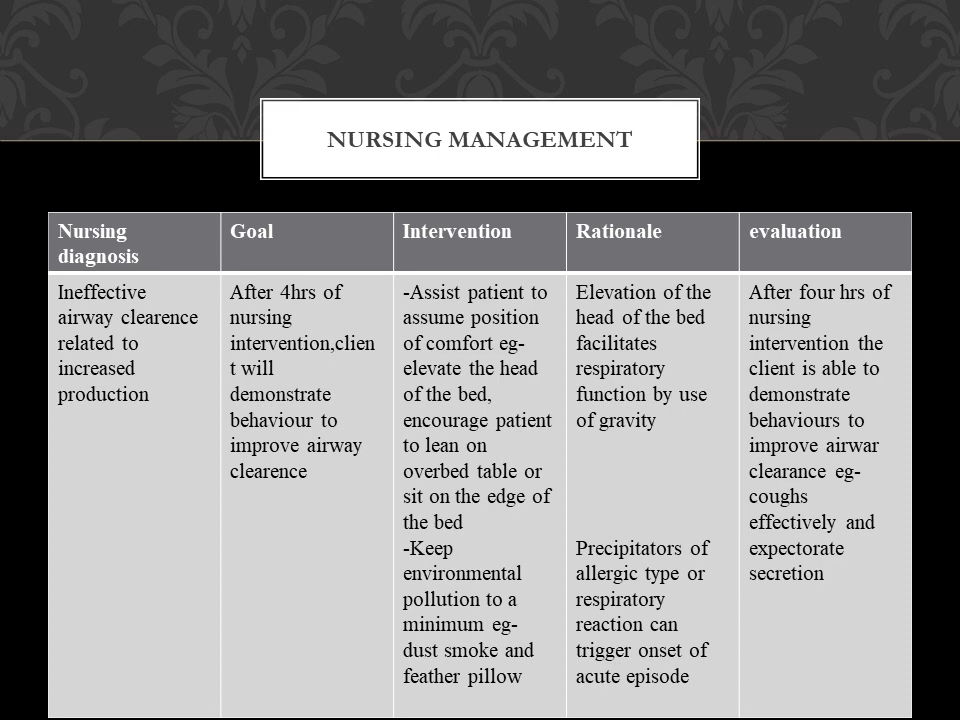 NURSING MANAGEMENT
Nursing
diagnosis
Goal
Intervention
Rationale
evaluation
Ineffective
airway clearence
related to
increased
production
After 4hrs of
nursing
intervention,clien
t will
demonstrate
behaviour to
improve airway
clearence
-Assist patient to
assume position
of comfort eg-
elevate the head
of the bed,
encourage patient
to lean on
overbed table or
sit on the edge of
the bed
-Keep
environmental
pollution to a
minimum eg-
dust smoke and
feather pillow
Elevation of the
head of the bed
facilitates
respiratory
function by use
of gravity
Precipitators of
allergic type or
respiratory
reaction can
trigger onset of
acute episode
After four hrs of
nursing
intervention the
client is able to
demonstrate
behaviours to
improve airwar
clearance eg-
coughs
effectively and
expectorate
secretion